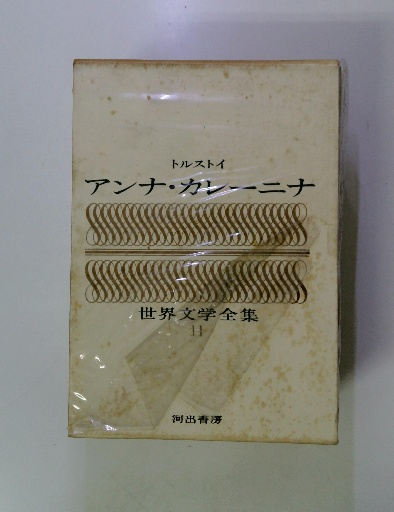 トルストイ
アンナ・カレーニナ
世界文学全集
11
河出書房